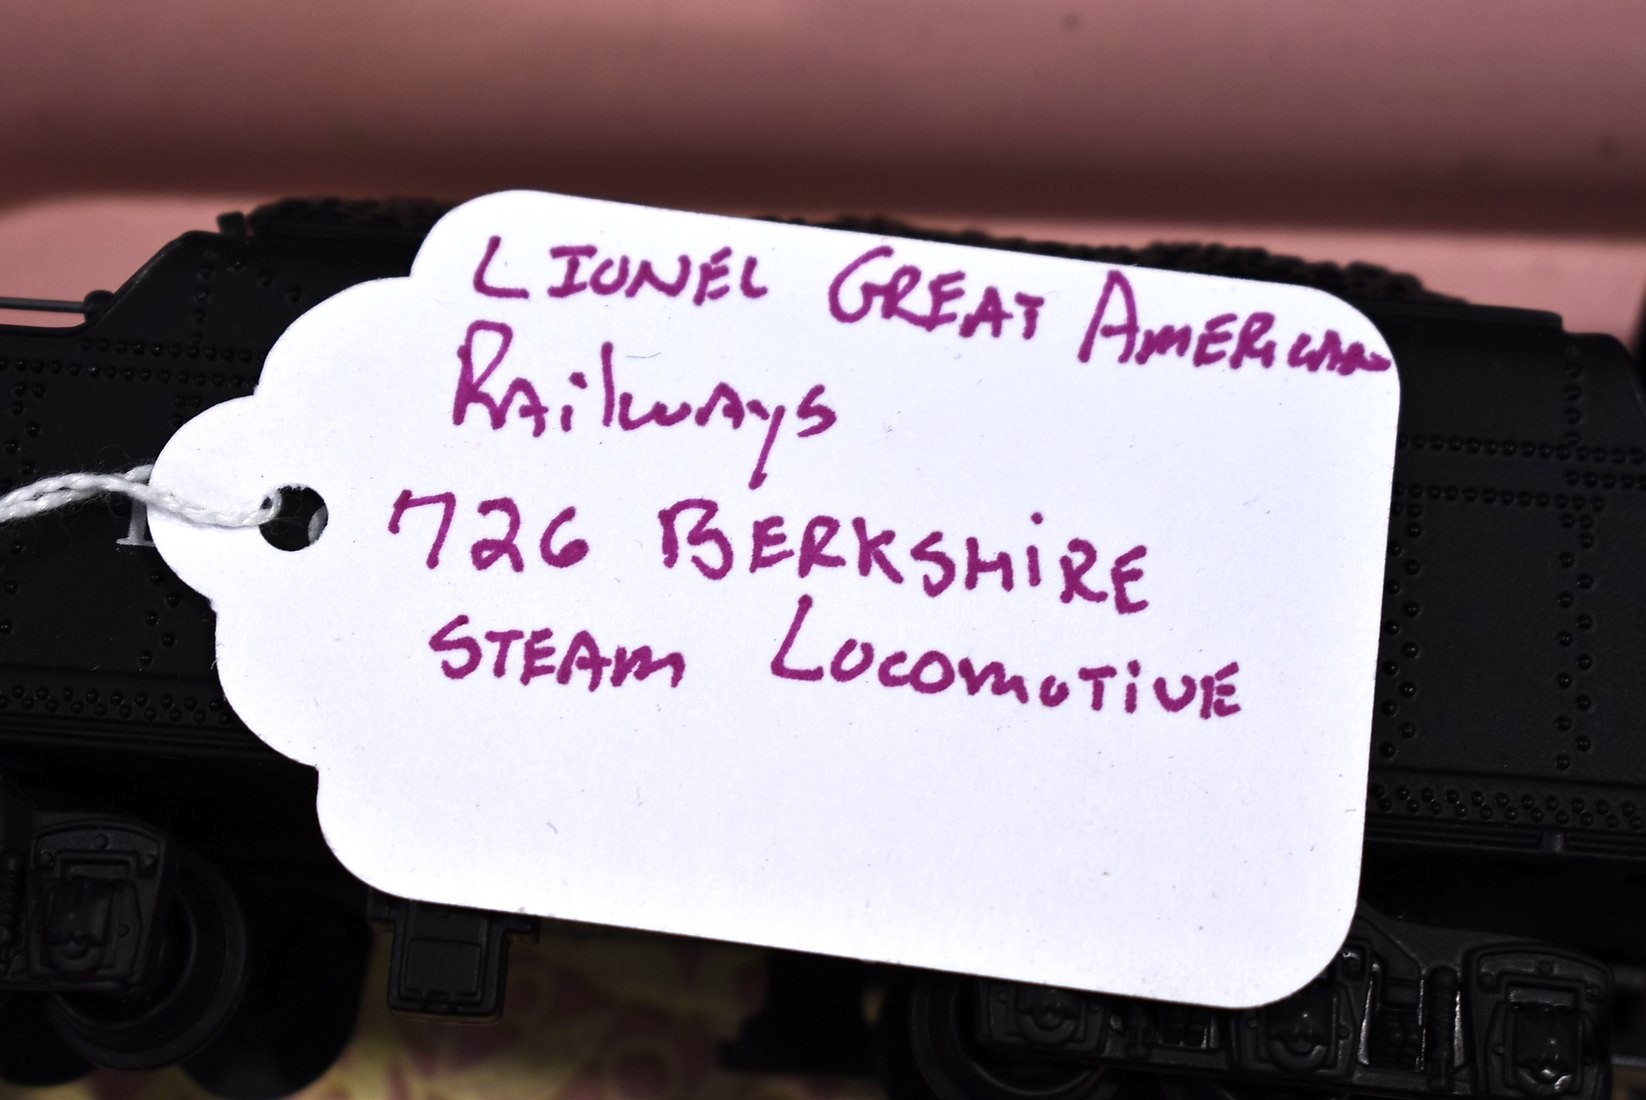 Lionel Great American
Railways
726 Berkshire
Steam Locomotive